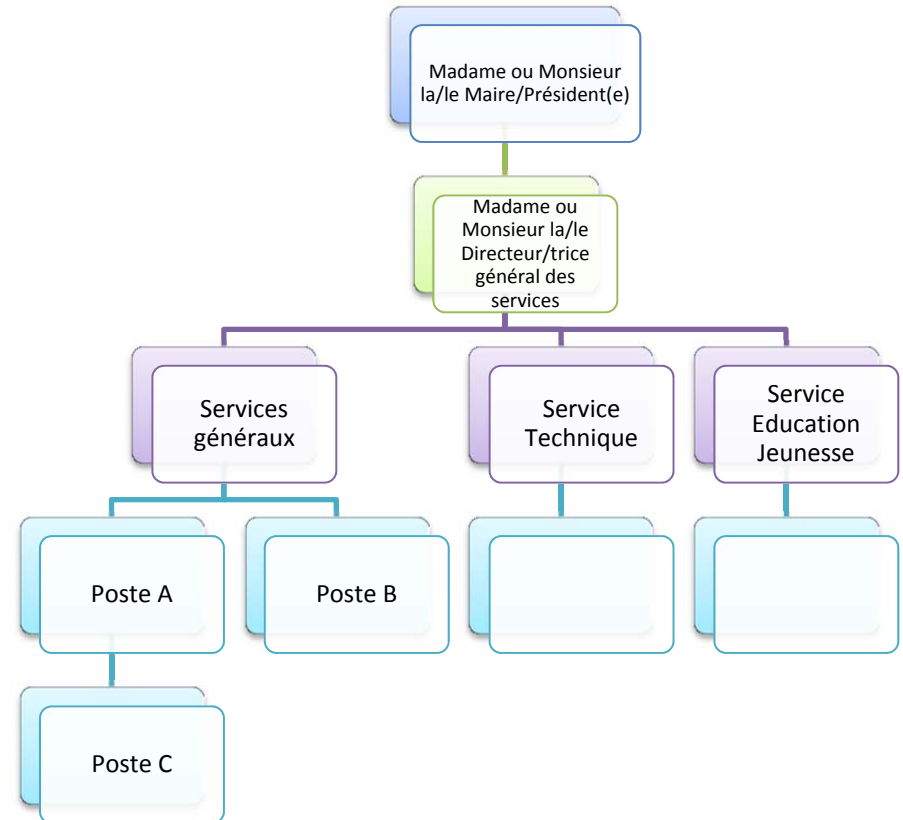 Madame ou Monsieur
la/le Maire/Président(e)
Madame ou
Monsieur la/le
Directeur/trice
général des
services
Services
généraux
Service
Technique
Service
Education
Jeunesse
Poste A
Poste B
Poste C